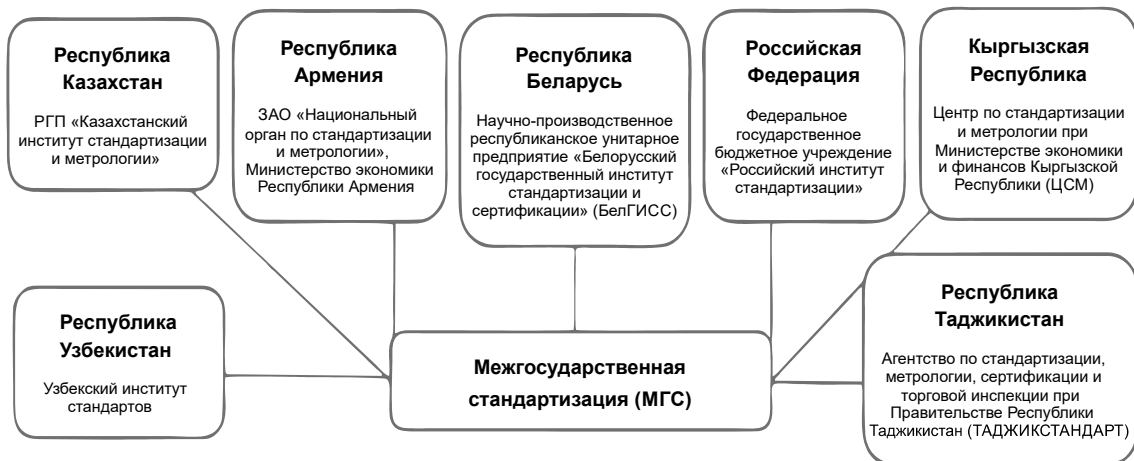 Республика
Казахстан
РГП «Казахстанский
институт стандартизации
и метрологии»
Республика
Армения
ЗАО «Национальный
орган по стандартизации
и метрологии»,
Министерство экономики
Республики Армения
Республика
Беларусь
Научно-производственное
республиканское унитарное
предприятие «Белорусский
государственный институт
стандартизации и
сертификации» (БелГИСС)
Российская
Федерация
Федеральное
государственное
бюджетное учреждение
«Российский институт
стандартизации»
Кыргызская
Республика
Центр по стандартизации
и метрологии при
Министерстве экономики
и финансов Кыргызской
Республики (ЦСМ)
Республика
Узбекистан
Узбекский институт
стандартов
Межгосударственная
стандартизация (МГС)
Республика
Таджикистан
Агентство по стандартизации,
метрологии, сертификации и
торговой инспекции при
Правительстве Республики
Таджикистан (ТАДЖИКСТАНДАРТ)